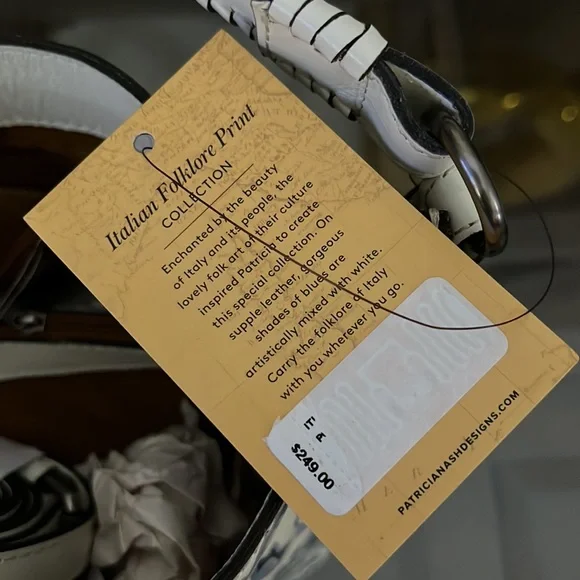 Italian Folklore Print
COLLECTION
Enchanted by the beauty
of Italy and its people, the
lovely folk art of their culture
inspired Patricia to create
this special collection. On
supple leather, gorgeous
shades of blues are
artistically mixed with white.
Carry the folklore of Italy
with you wherever you go.
$249.00
PATRICIANASHDESIGNS.COM